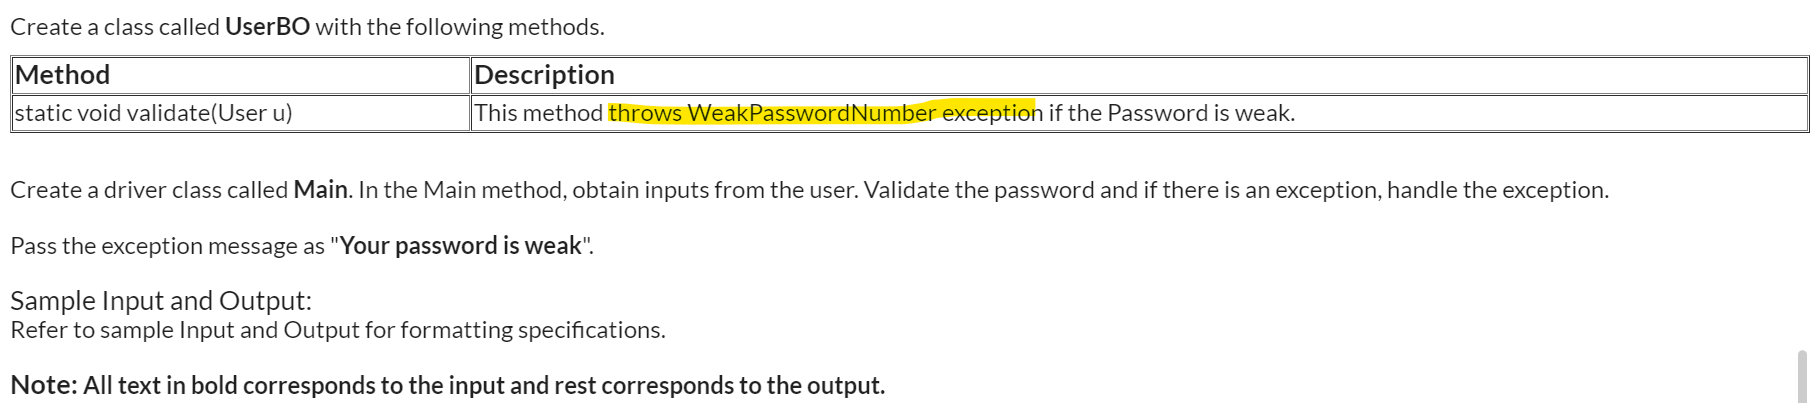 Create a class called UserBO with the following methods.
Method Description
static void validate(User u) This method throws WeakPasswordNumber exception if the Password is weak.
Create a driver class called Main. In the Main method, obtain inputs from the user. Validate the password and if there is an exception, handle the exception.
Pass the exception message as "Your password is weak".
Sample Input and Output:
Refer to sample Input and Output for formatting specifications.
Note: All text in bold corresponds to the input and rest corresponds to the output.